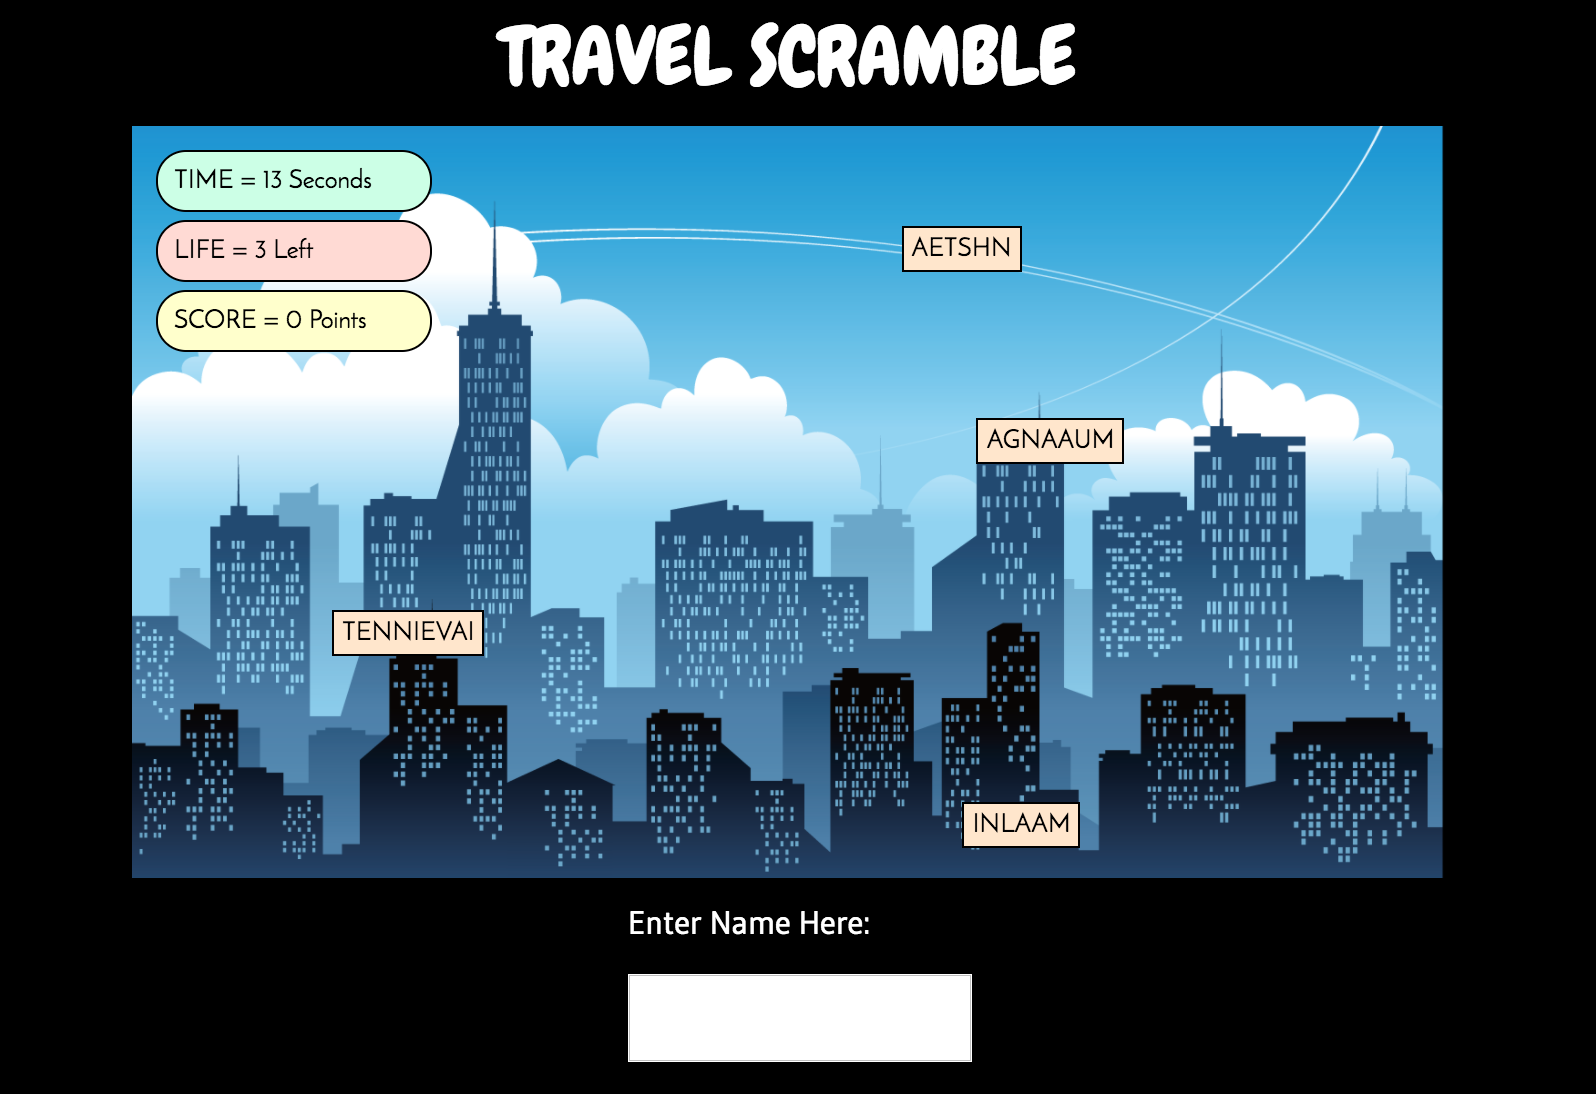 TRAVEL SCRAMBLE
TIME = 13 Seconds
LIFE = 3 Left
SCORE = 0 Points
AETSHN
AGNAAUM
TENNIEVAI
INLAAM
Enter Name Here: